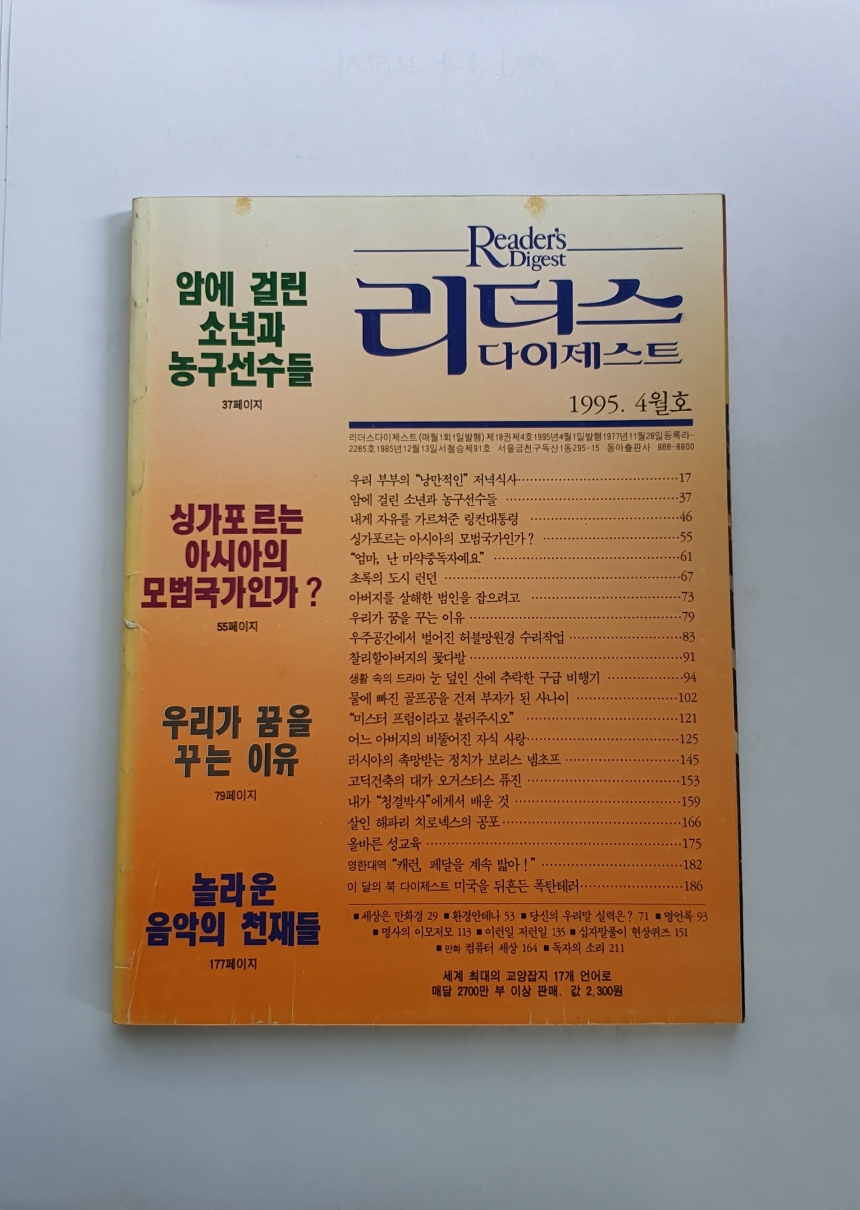 암에 걸린
소년과
농구선수들
37페이지
싱가포르는
아시아의
모범국가인가?
55페이지
우리가 꿈을
꾸는 이유
79페이지
놀라운
음악의 천재들
177페이지
Reader's
Digest
리더스
다이제스트
1995. 4월호
리더스다이제스트(매월1회1일발행)제18권제4호1995년4월1일발행1977년11월28일등록라-
2265호1985년12월13일서철승제91호 서울금천구독산1동295-15 동아출판사 866-8800
우리 부부의 “낭만적인” 저녁식사 17
암에 걸린 소년과 농구선수들 37
내게 자유를 가르쳐준 링컨대통령 46
싱가포르는 아시아의 모범국가인가? 55
“엄마, 난 마약중독자예요” 61
초록의 도시 런던 67
아버지를 살해한 범인을 잡으려고 73
우리가 꿈을 꾸는 이유 79
우주공간에서 벌어진 허블망원경 수리작업 83
찰리할아버지의 꽃다발 91
생활 속의 드라마 눈 덮인 산에 추락한 구급 비행기 94
물에 빠진 골프공을 건져 부자가 된 사나이 102
“미스터 프럼이라고 불러주시오” 121
어느 아버지의 비뚤어진 자식 사랑 125
러시아의 촉망받는 정치가 보리스 넴초프 145
고딕건축의 대가 오거스터스 퓨진 153
내가 “청결박사”에게서 배운 것 159
살인 해파리 치로넥스의 공포 166
올바른 성교육 175
영한대역 “캐런, 페달을 계속 밟아!” 182
이 달의 북 다이제스트 미국을 뒤흔든 폭탄테러 186
■ 세상은 만화경 29 ■ 환경안테나 53 ■ 당신의 우리말 실력은? 71 ■ 명언록 93
■ 명사의 이모저모 113 ■ 이런일 저런일 135 ■ 십자말풀이 현상퀴즈 151
■ 만화 컴퓨터 세상 164 ■ 독자의 소리 211
세계 최대의 교양잡지 17개 언어로
매달 2700만 부 이상 판매. 값 2,300원